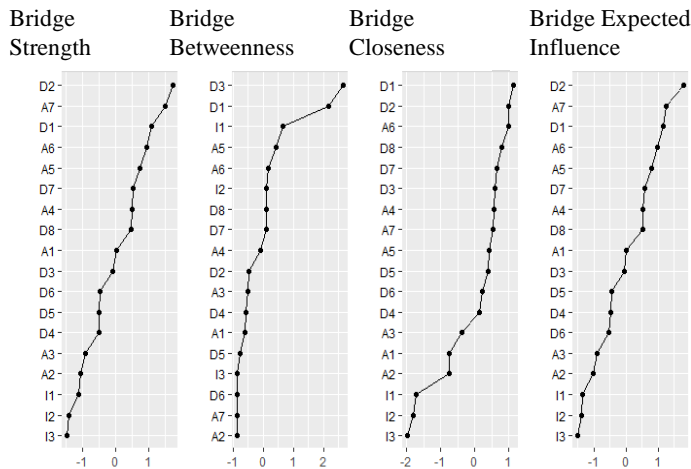 Bridge Strength
Bridge Betweenness
Bridge Closeness
Bridge Expected Influence
D2
A7
D1
A6
A5
D7
A4
D8
A1
D3
D6
D5
D4
A3
A2
I1
I2
I3
-1 0 1
D3
D1
I1
A5
A6
I2
D8
D7
A4
D2
A3
D4
A1
D5
I3
D6
A7
A2
-1 0 1 2
D1
D2
A6
D8
D7
D3
A4
A7
A5
D5
D6
D4
A3
A1
A2
I1
I2
I3
-2 -1 0 1
D2
A7
D1
A6
A5
D7
A4
D8
A1
D3
D5
D4
D6
A3
A2
I1
I2
I3
-1 0 1